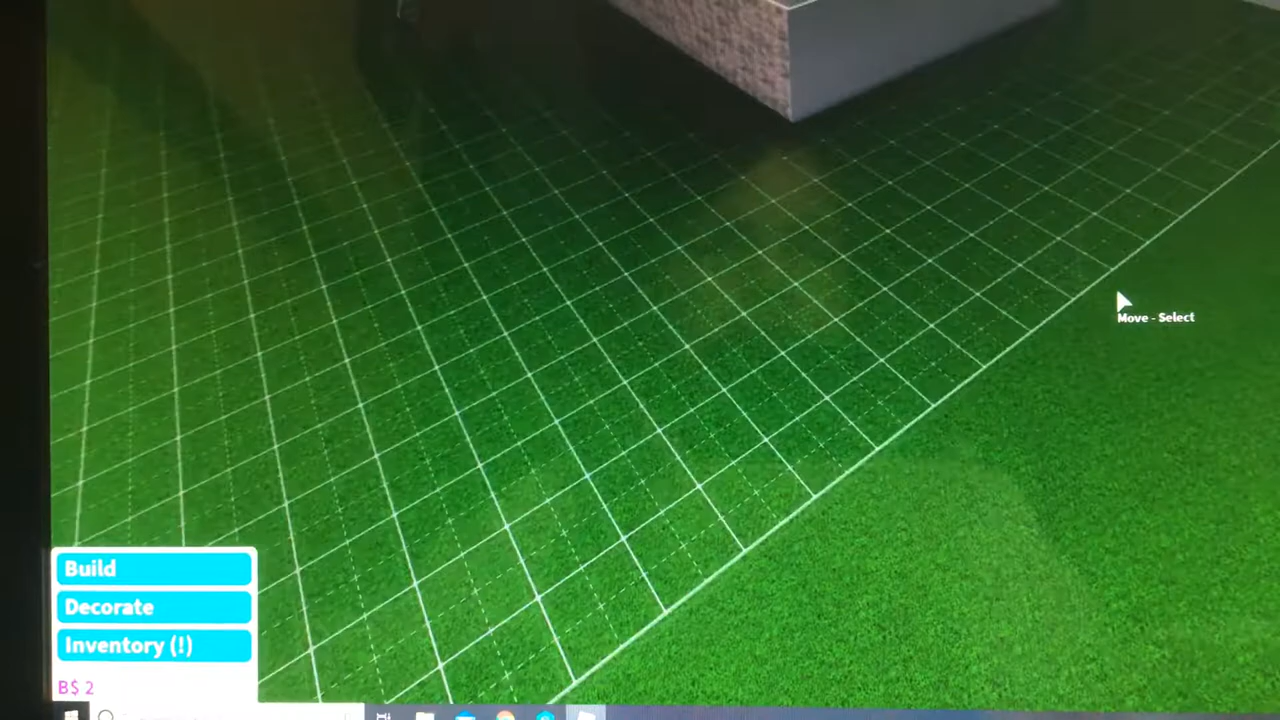 Move - Select
Build
Decorate
Inventory (!)
B$ 2